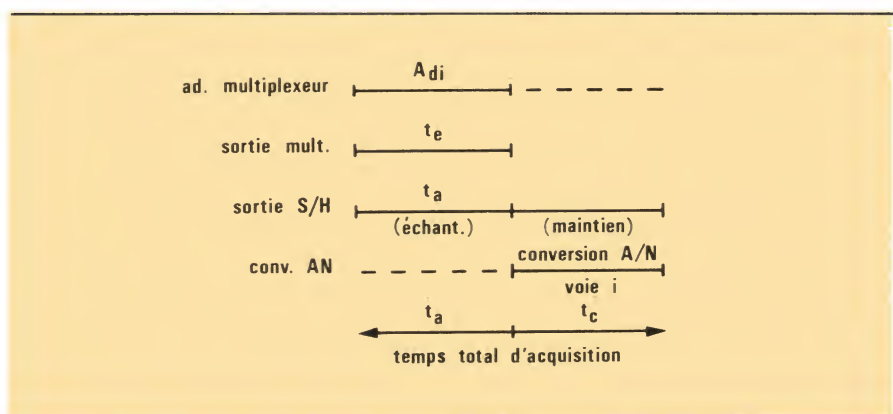 ad. multiplexeur A_di
sortie mult. t_e
sortie S/H t_a
(échant.) (maintien)
conv. AN conversion A/N
voie i
t_a t_c
temps total d'acquisition